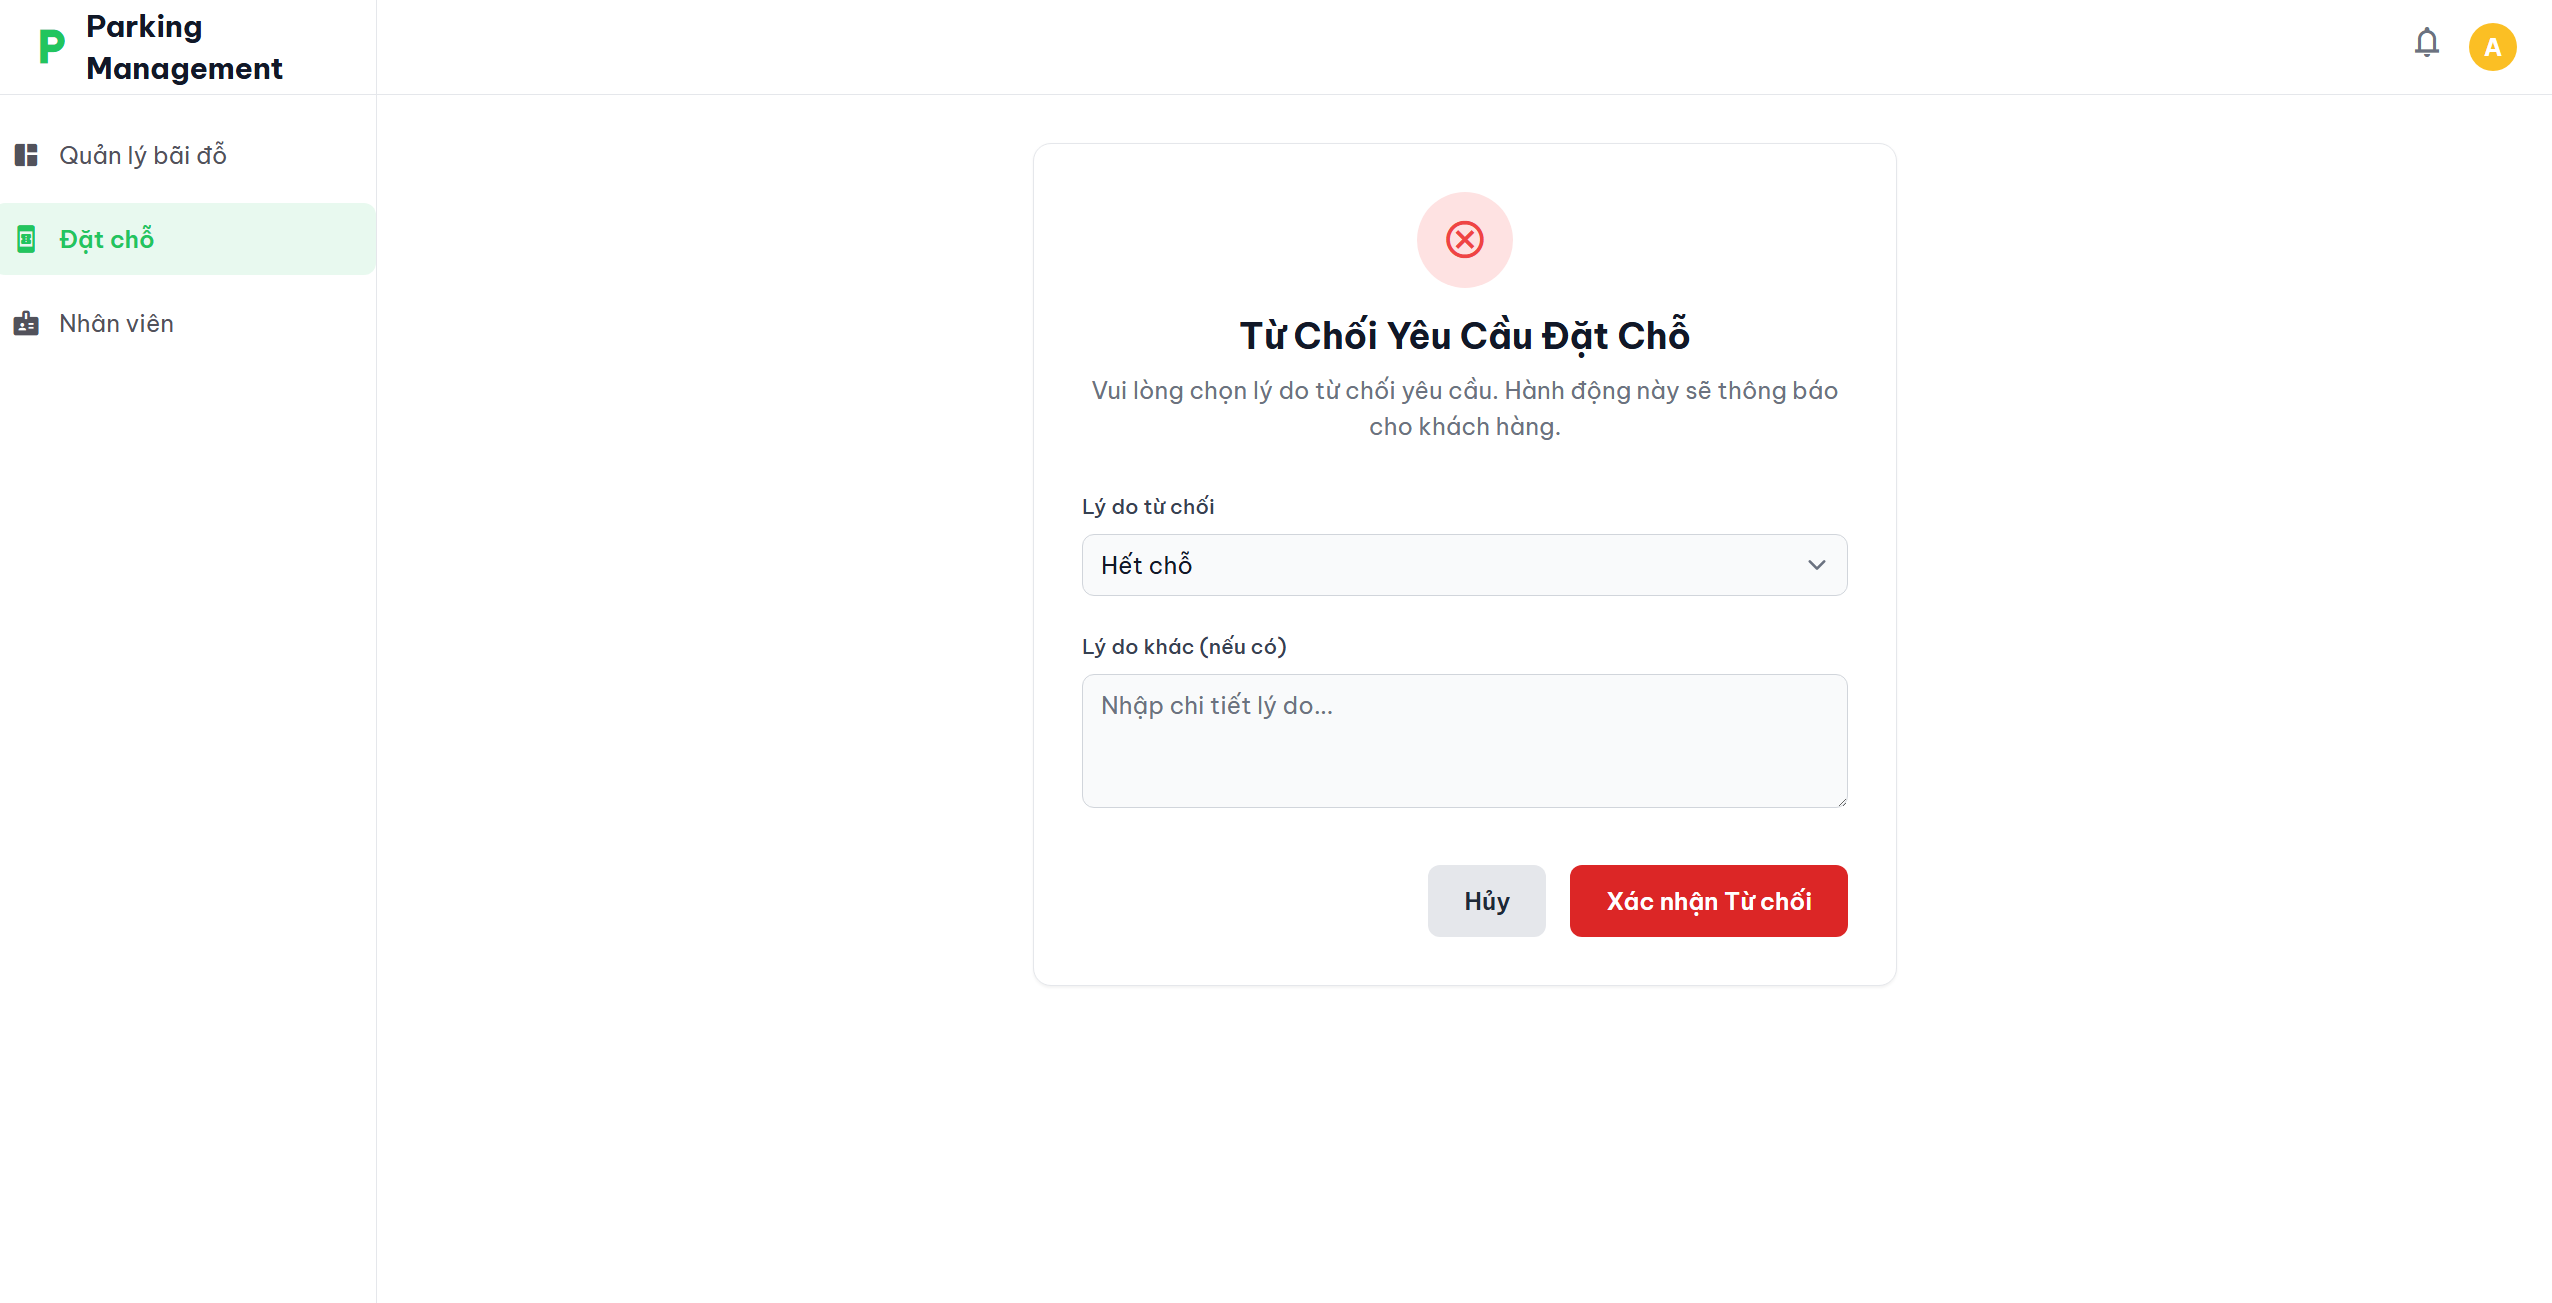 P
Parking
Management
A
Quản lý bãi đỗ
Đặt chỗ
Nhân viên
Từ Chối Yêu Cầu Đặt Chỗ
Vui lòng chọn lý do từ chối yêu cầu. Hành động này sẽ thông báo
cho khách hàng.
Lý do từ chối
Hết chỗ
Lý do khác (nếu có)
Nhập chi tiết lý do...
Hủy
Xác nhận Từ chối